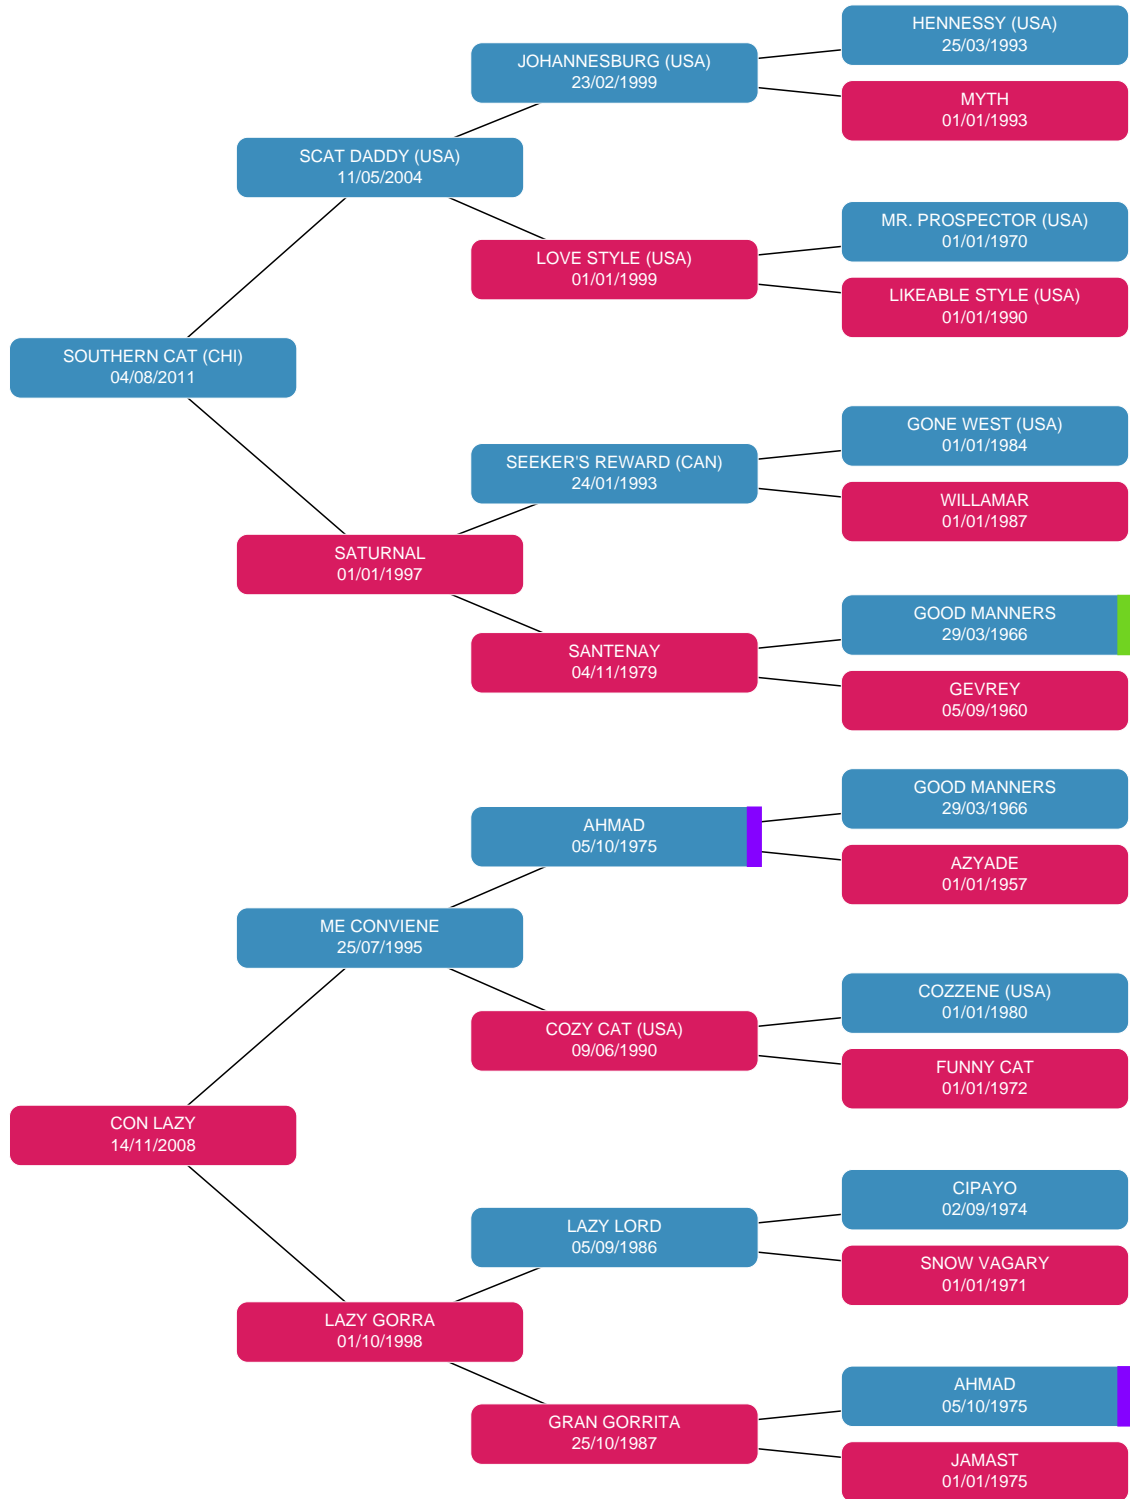 HENNESSY (USA)
25/03/1993
JOHANNESBURG (USA)
23/02/1999
MYTH
01/01/1993
SCAT DADDY (USA)
11/05/2004
MR. PROSPECTOR (USA)
01/01/1970
LOVE STYLE (USA)
01/01/1999
LIKEABLE STYLE (USA)
01/01/1990
SOUTHERN CAT (CHI)
04/08/2011
GONE WEST (USA)
01/01/1984
SEEKER'S REWARD (CAN)
24/01/1993
WILLAMAR
01/01/1987
SATURNAL
01/01/1997
GOOD MANNERS
29/03/1966
SANTENAY
04/11/1979
GEVREY
05/09/1960
GOOD MANNERS
29/03/1966
AHMAD
05/10/1975
AZYADE
01/01/1957
ME CONVIENE
25/07/1995
COZZENE (USA)
01/01/1980
COZY CAT (USA)
09/06/1990
FUNNY CAT
01/01/1972
CON LAZY
14/11/2008
CIPAYO
02/09/1974
LAZY LORD
05/09/1986
SNOW VAGARY
01/01/1971
LAZY GORRA
01/10/1998
AHMAD
05/10/1975
GRAN GORRITA
25/10/1987
JAMAST
01/01/1975